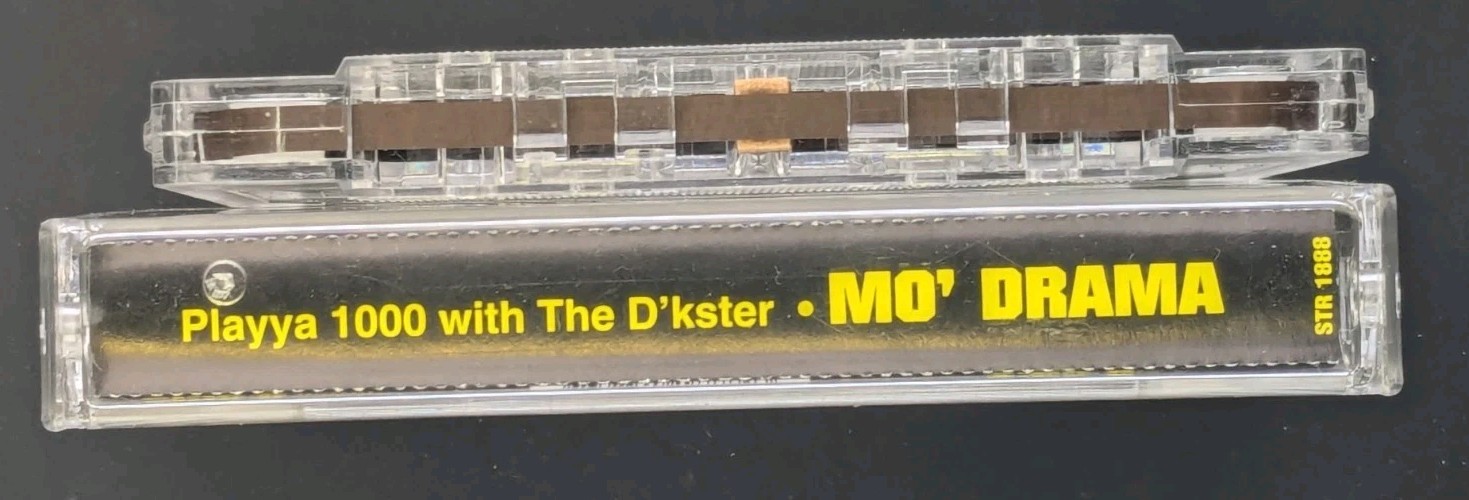 Playya 1000 with The D'kster • MO' DRAMA
STR 1888